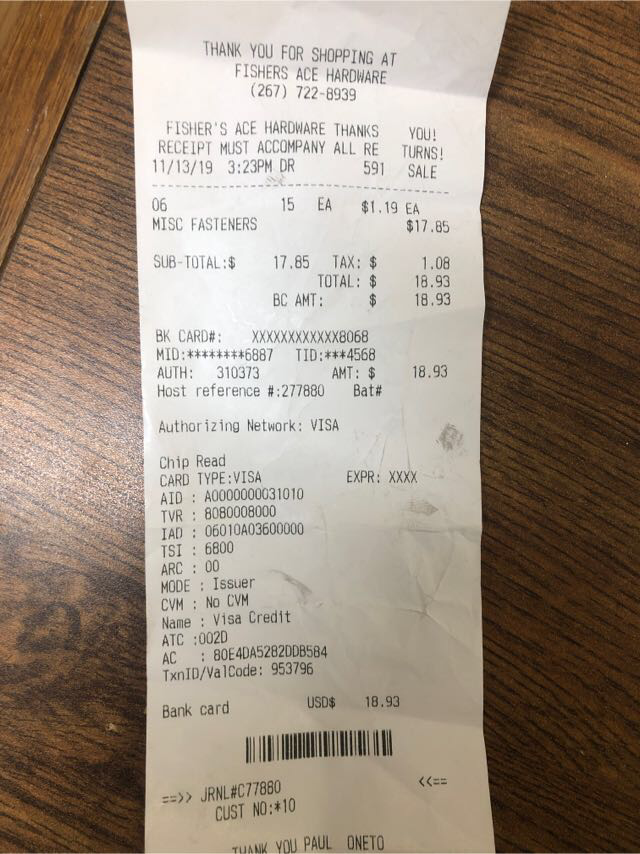 THANK YOU FOR SHOPPING AT
FISHERS ACE HARDWARE
(267) 722-8939
FISHER'S ACE HARDWARE THANKS YOU!
RECEIPT MUST ACCOMPANY ALL RE TURNS!
11/13/19 3:23PM DR 591 SALE
06 15 EA $1.19 EA
MISC FASTENERS $17.85
SUB-TOTAL:$ 17.85 TAX: $ 1.08
TOTAL: $ 18.93
BC AMT: $ 18.93
BK CARD#: XXXXXXXXXXXX8068
MID:********6887 TID:***4568
AUTH: 310373 AMT: $ 18.93
Host reference #:277880 Bat#
Authorizing Network: VISA
Chip Read
CARD TYPE:VISA EXPR: XXXX
AID : A0000000031010
TVR : 8080008000
IAD : 06010A03600000
TSI : 6800
ARC : 00
MODE : Issuer
CVM : No CVM
Name : Visa Credit
ATC :002D
AC : 80E4DA5282DDB584
TxnID/ValCode: 953796
Bank card USD$ 18.93
==>> JRNL#C77880 <<==
CUST NO:*10
THANK YOU PAUL ONETO